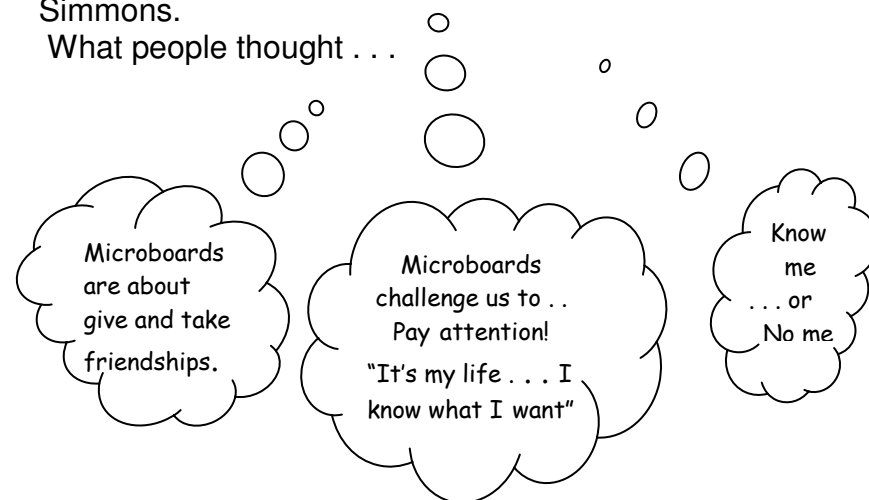 Simmons.
What people thought . . .
Microboards
are about
give and take
friendships.
Microboards
challenge us to . .
Pay attention!
“It’s my life . . . I
know what I want”
Know
me
. . . or
No me